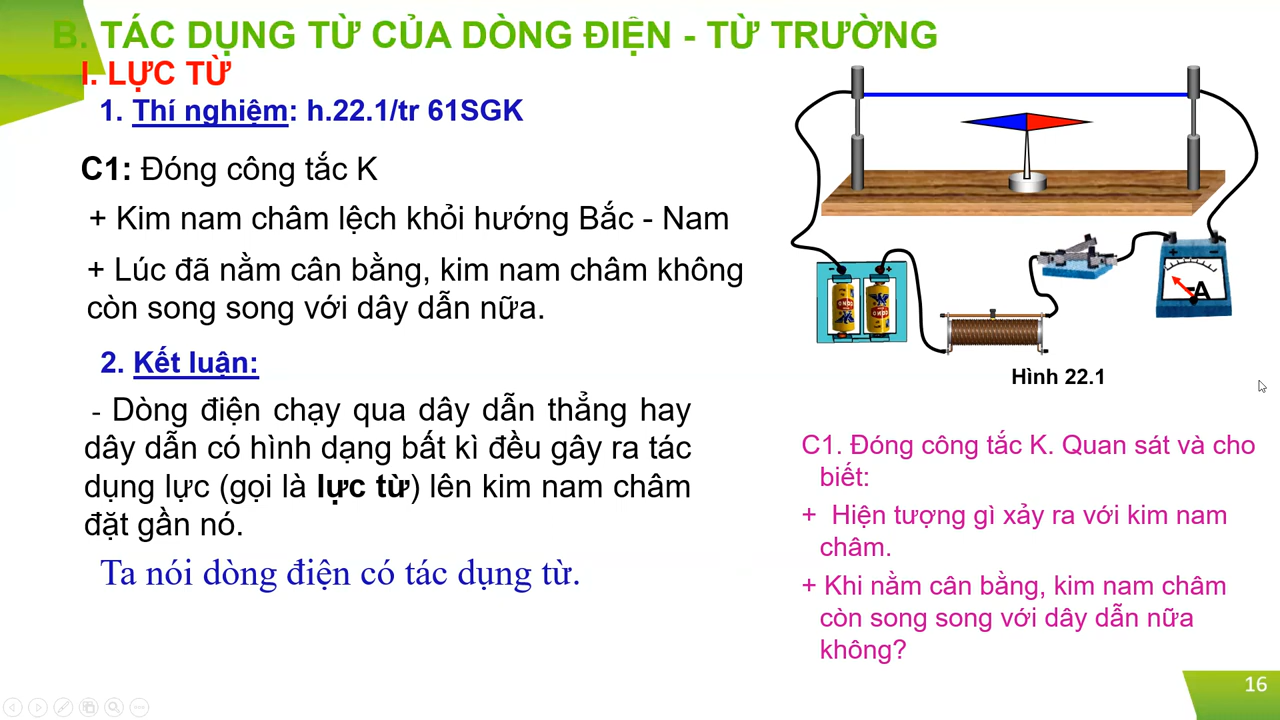 B. TÁC DỤNG TỪ CỦA DÒNG ĐIỆN - TỪ TRƯỜNG
I. LỰC TỪ
1. Thí nghiệm: h.22.1/tr 61SGK
C1: Đóng công tắc K
+ Kim nam châm lệch khỏi hướng Bắc - Nam
+ Lúc đã nằm cân bằng, kim nam châm không
còn song song với dây dẫn nữa.
2. Kết luận:
- Dòng điện chạy qua dây dẫn thẳng hay
dây dẫn có hình dạng bất kì đều gây ra tác
dụng lực (gọi là lực từ) lên kim nam châm
đặt gần nó.
Ta nói dòng điện có tác dụng từ.
- +
+ -
A
Hình 22.1
C1. Đóng công tắc K. Quan sát và cho
biết:
+ Hiện tượng gì xảy ra với kim nam
châm.
+ Khi nằm cân bằng, kim nam châm
còn song song với dây dẫn nữa
không?
16